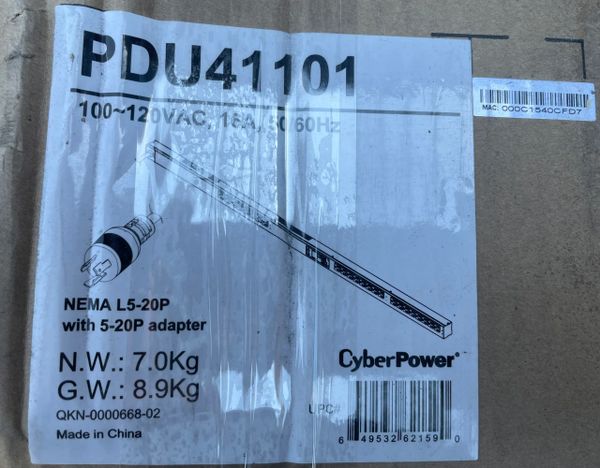 PDU41101
100~120VAC, 16A, 50/60Hz
MAC: 000C1540CFD7
NEMA L5-20P
with 5-20P adapter
N.W.: 7.0Kg
G.W.: 8.9Kg
QKN-0000668-02
Made in China
CyberPower®
UPC#
6 49532 62159 0